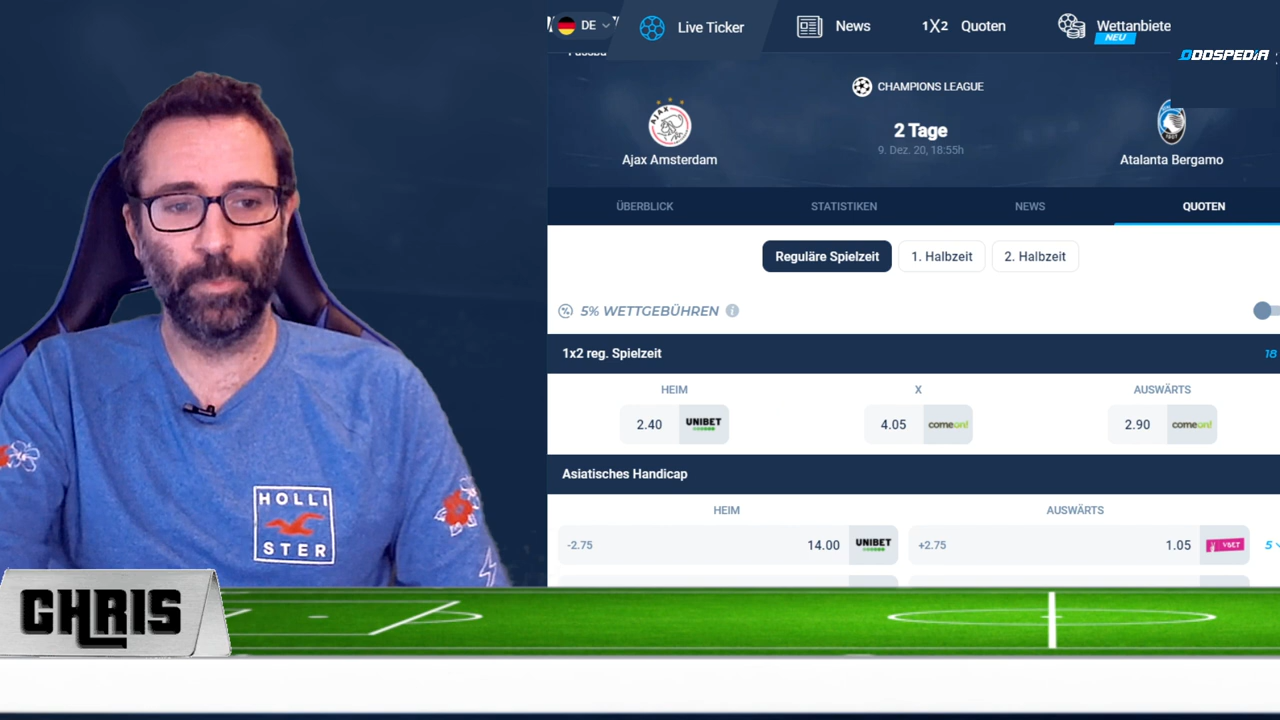 DE
Live Ticker
News
1X2 Quoten
Wettanbiete
NEU
ODDSPEDIA
CHAMPIONS LEAGUE
AJAX
2 Tage
9. Dez. 20, 18:55h
Ajax Amsterdam
Atalanta Bergamo
ÜBERBLICK
STATISTIKEN
NEWS
QUOTEN
Reguläre Spielzeit
1. Halbzeit
2. Halbzeit
5% WETTGEBÜHREN
1x2 reg. Spielzeit
18
HEIM
X
AUSWÄRTS
2.40 UNIBET
4.05 comeon!
2.90 comeon!
Asiatisches Handicap
HEIM
AUSWÄRTS
-2.75 14.00 UNIBET
+2.75 1.05 VBET
5
HOLLI
STER
CHRIS